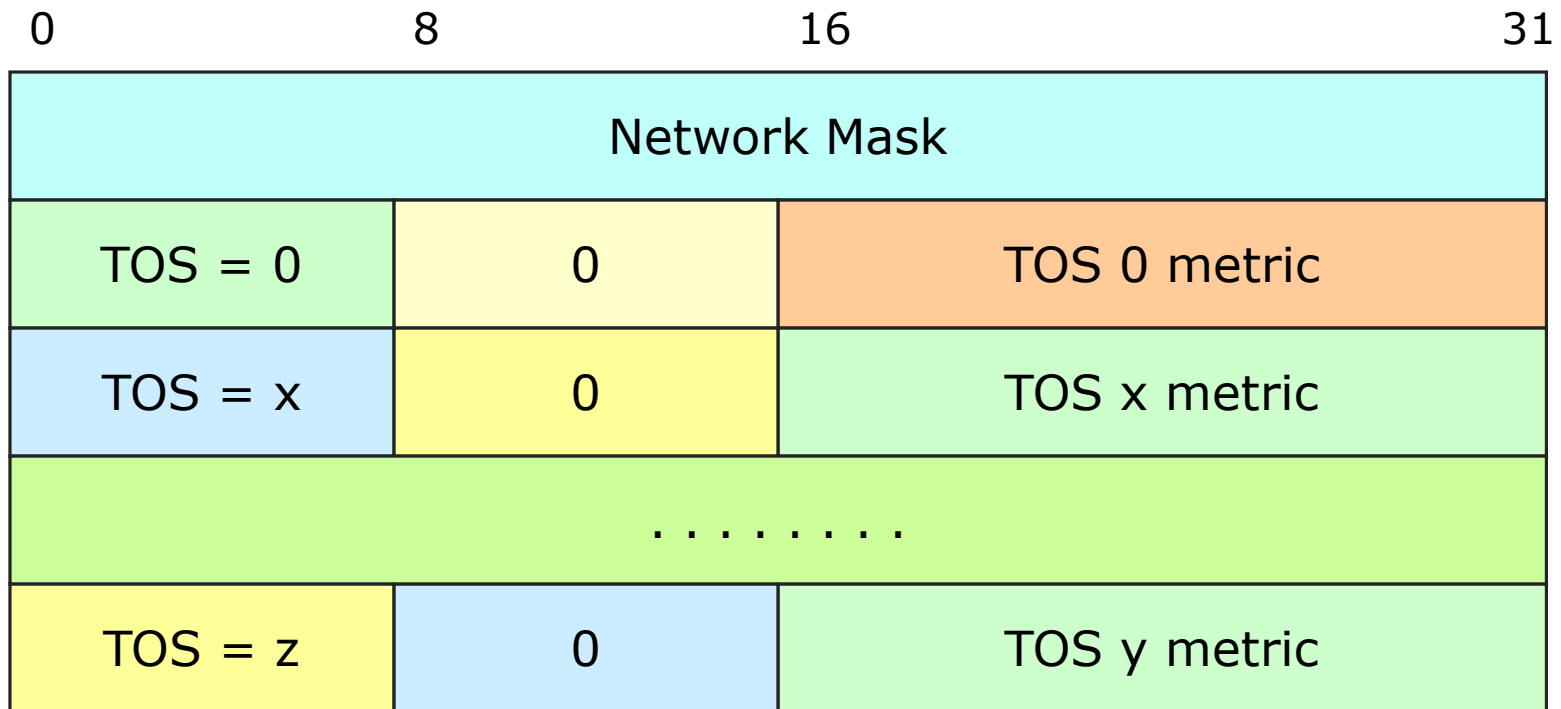 0 8 16 31
Network Mask
TOS = 0 0 TOS 0 metric
TOS = x 0 TOS x metric
. . . . . . . .
TOS = z 0 TOS y metric